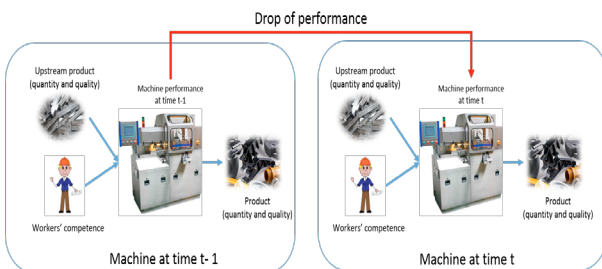 Drop of performance
Upstream product
(quantity and quality)
Machine performance
at time t-1
Workers' competence
Product
(quantity and quality)
Machine at time t- 1
Upstream product
(quantity and quality)
Machine performance
at time t
Workers' competence
Product
(quantity and quality)
Machine at time t